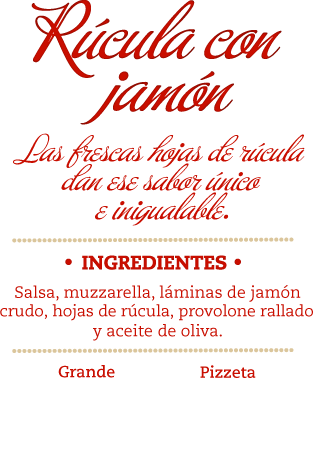 Rúcula con
jamón
Las frescas hojas de rúcula
dan ese sabor único
e inigualable.
• INGREDIENTES •
Salsa, muzzarella, láminas de jamón
crudo, hojas de rúcula, provolone rallado
y aceite de oliva.
Grande Pizzeta